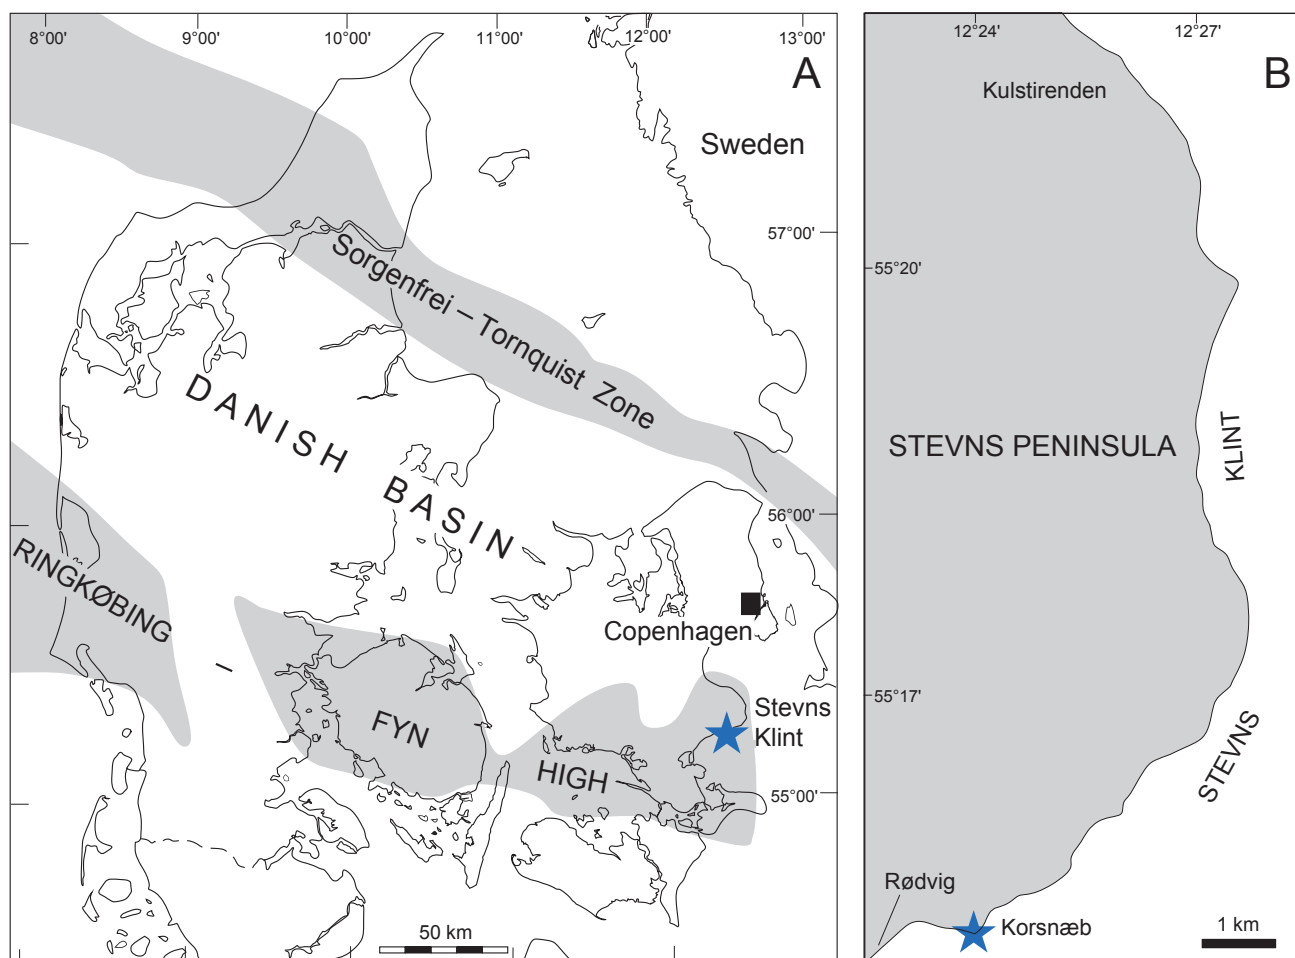 8°00'
9°00'
10°00'
11°00'
12°00'
13°00'
A
Sweden
57°00'
Sorgenfrei – Tornquist Zone
DANISH BASIN
56°00'
RINGKØBING
Copenhagen
Stevns
Klint
FYN
HIGH
55°00'
50 km
12°24'
12°27'
B
Kulstirenden
55°20'
KLINT
STEVNS PENINSULA
55°17'
STEVNS
Rødvig
Korsnæb
1 km